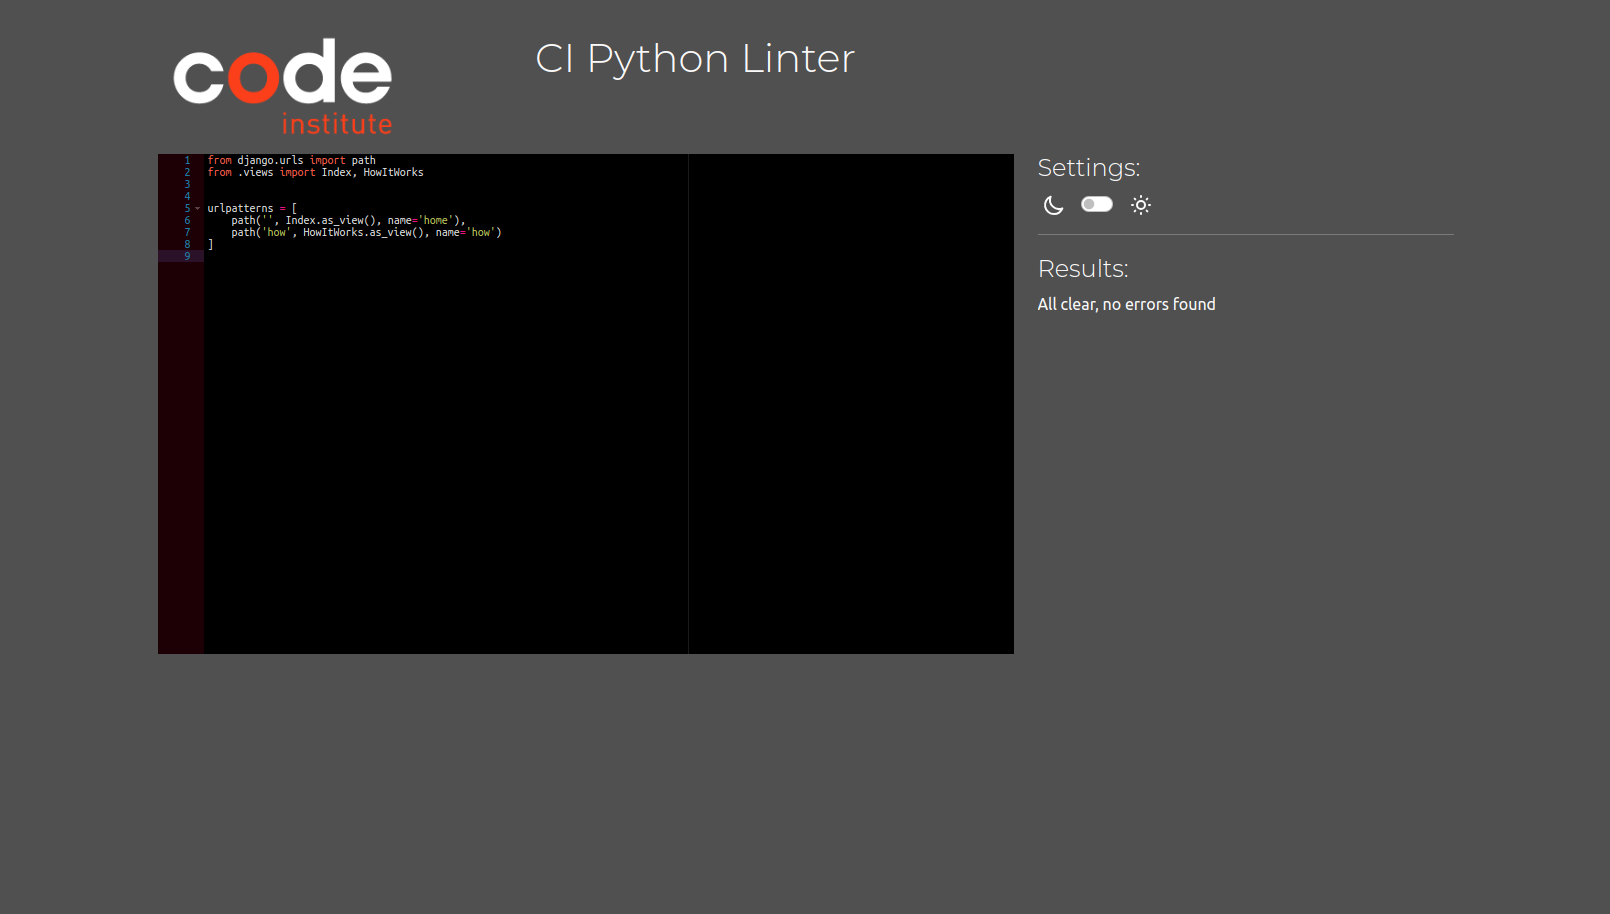 code
institute
CI Python Linter
1 from django.urls import path
2 from .views import Index, HowItWorks
3
4
5 urlpatterns = [
6     path('', Index.as_view(), name='home'),
7     path('how', HowItWorks.as_view(), name='how')
8 ]
9
Settings:
Results:
All clear, no errors found